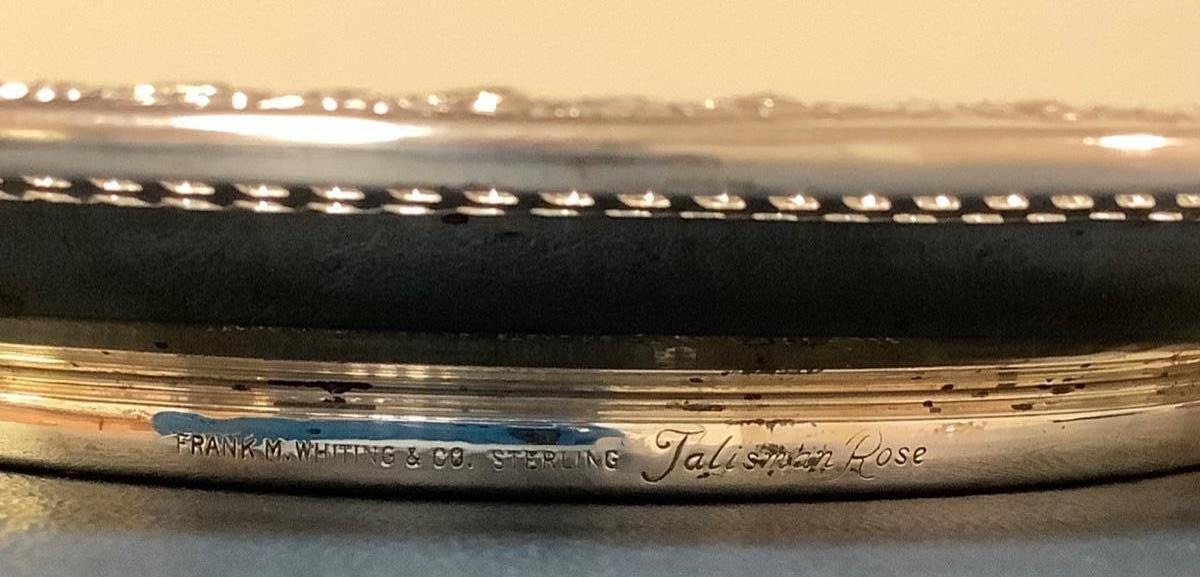 FRANK M. WHITING & CO. STERLING Talisman Rose